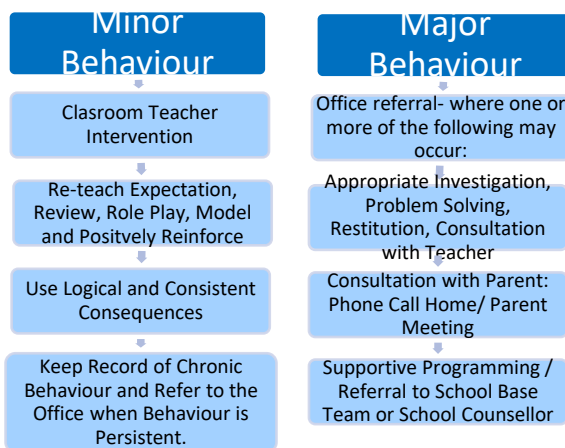 Minor
Behaviour
Clasroom Teacher
Intervention
Re-teach Expectation,
Review, Role Play, Model
and Positvely Reinforce
Use Logical and Consistent
Consequences
Keep Record of Chronic
Behaviour and Refer to the
Office when Behaviour is
Persistent.
Major
Behaviour
Office referral- where one or
more of the following may
occur:
Appropriate Investigation,
Problem Solving,
Restitution, Consultation
with Teacher
Consultation with Parent:
Phone Call Home/ Parent
Meeting
Supportive Programming /
Referral to School Base
Team or School Counsellor